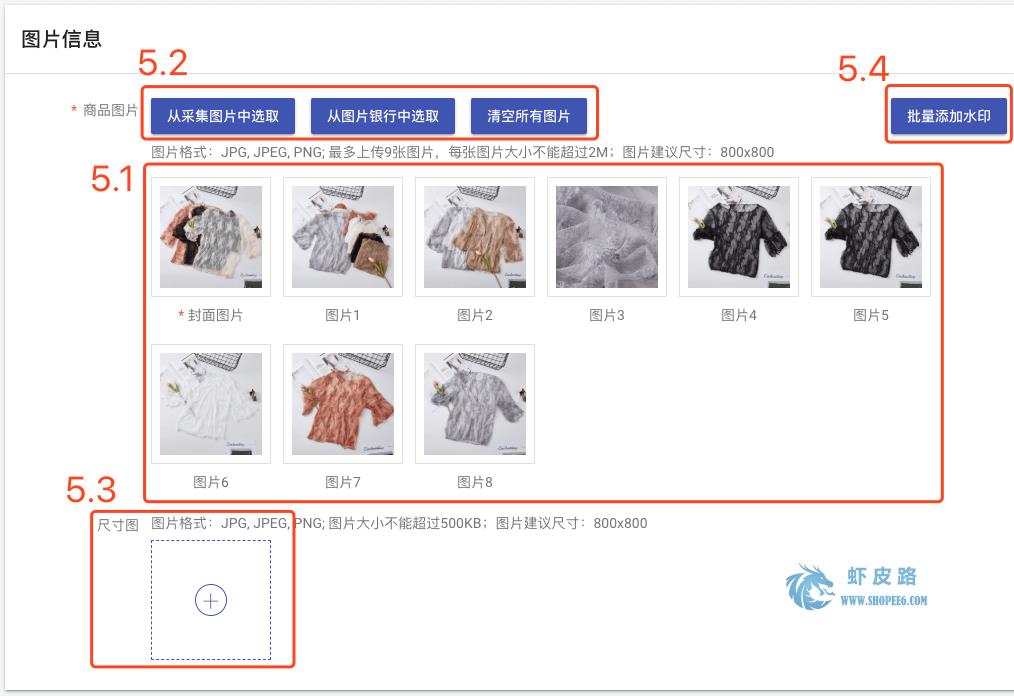 图片信息
5.2
5.4
* 商品图片
从采集图片中选取
从图片银行中选取
清空所有图片
批量添加水印
图片格式：JPG, JPEG, PNG; 最多上传9张图片，每张图片大小不能超过2M；图片建议尺寸：800x800
5.1
* 封面图片
图片1
图片2
图片3
图片4
图片5
图片6
图片7
图片8
5.3
尺寸图
图片格式：JPG, JPEG, PNG; 图片大小不能超过500KB；图片建议尺寸：800x800
虾皮路
WWW.SHOPEE6.COM